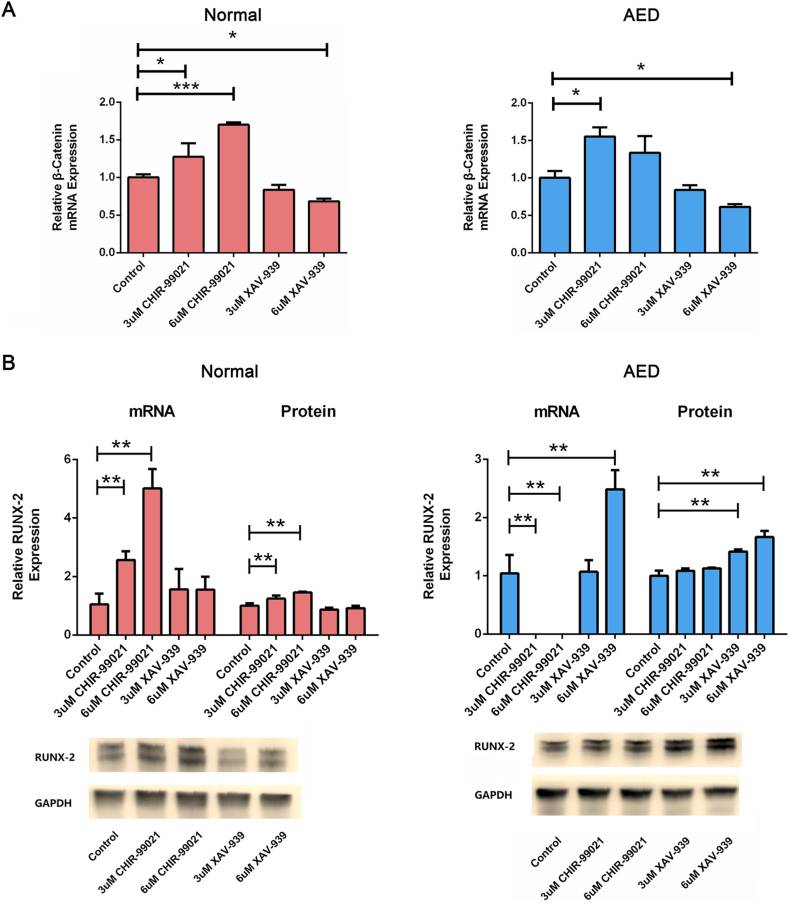 A
Normal
AED
*
*
***
*
*
Relative β-Catenin
mRNA Expression
2.0
1.5
1.0
0.5
0.0
Control
3uM CHIR-99021
6uM CHIR-99021
3uM XAV-939
6uM XAV-939
Relative β-Catenin
mRNA Expression
2.0
1.5
1.0
0.5
0.0
Control
3uM CHIR-99021
6uM CHIR-99021
3uM XAV-939
6uM XAV-939
B
Normal
AED
mRNA
Protein
**
**
**
**
Relative RUNX-2
Expression
6
4
2
0
Control
3uM CHIR-99021
6uM CHIR-99021
3uM XAV-939
6uM XAV-939
Control
3uM CHIR-99021
6uM CHIR-99021
3uM XAV-939
6uM XAV-939
mRNA
Protein
**
**
**
**
**
Relative RUNX-2
Expression
3
2
1
0
Control
3uM CHIR-99021
6uM CHIR-99021
3uM XAV-939
6uM XAV-939
Control
3uM CHIR-99021
6uM CHIR-99021
3uM XAV-939
6uM XAV-939
RUNX-2
GAPDH
Control
3uM CHIR-99021
6uM CHIR-99021
3uM XAV-939
6uM XAV-939
RUNX-2
GAPDH
Control
3uM CHIR-99021
6uM CHIR-99021
3uM XAV-939
6uM XAV-939